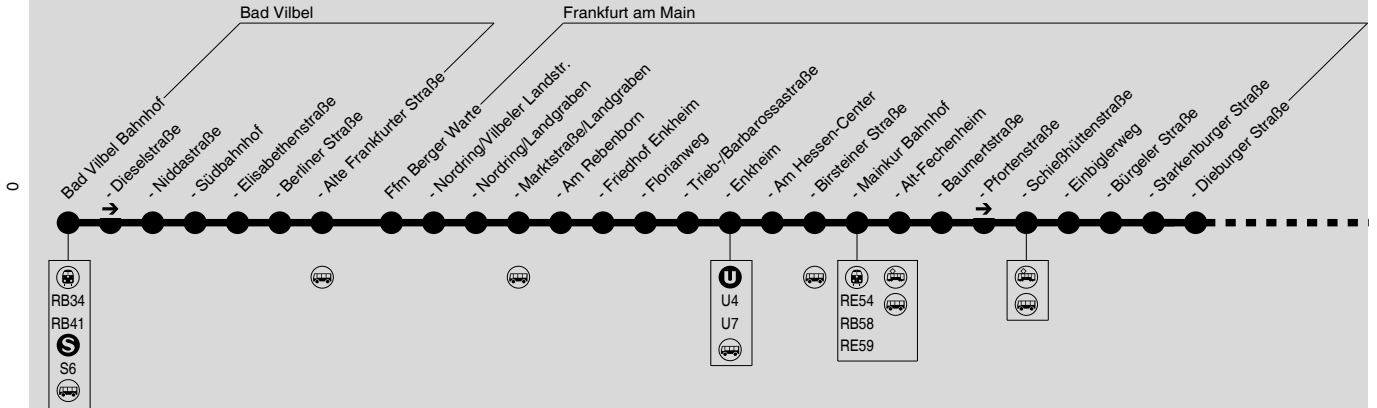 Bad Vilbel
Frankfurt am Main
Bad Vilbel Bahnhof
- Dieselstraße
- Niddastraße
- Südbahnhof
- Elisabethenstraße
- Berliner Straße
- Alte Frankfurter Straße
Ffm Berger Warte
- Nordring/Vilbeler Landstr.
- Nordring/Landgraben
- Marktstraße/Landgraben
- Am Rebenborn
- Friedhof Enkheim
- Florianweg
- Trieb-/Barbarossastraße
- Enkheim
- Am Hessen-Center
- Birsteiner Straße
- Mainkur Bahnhof
- Alt-Fechenheim
- Baumertstraße
- Pfortenstraße
- Schießhüttenstraße
- Einbiglerweg
- Bürgeler Straße
- Starkenburger Straße
- Dieburger Straße
0
RB34
RB41
S
S6
U
U4
U7
RE54
RB58
RE59